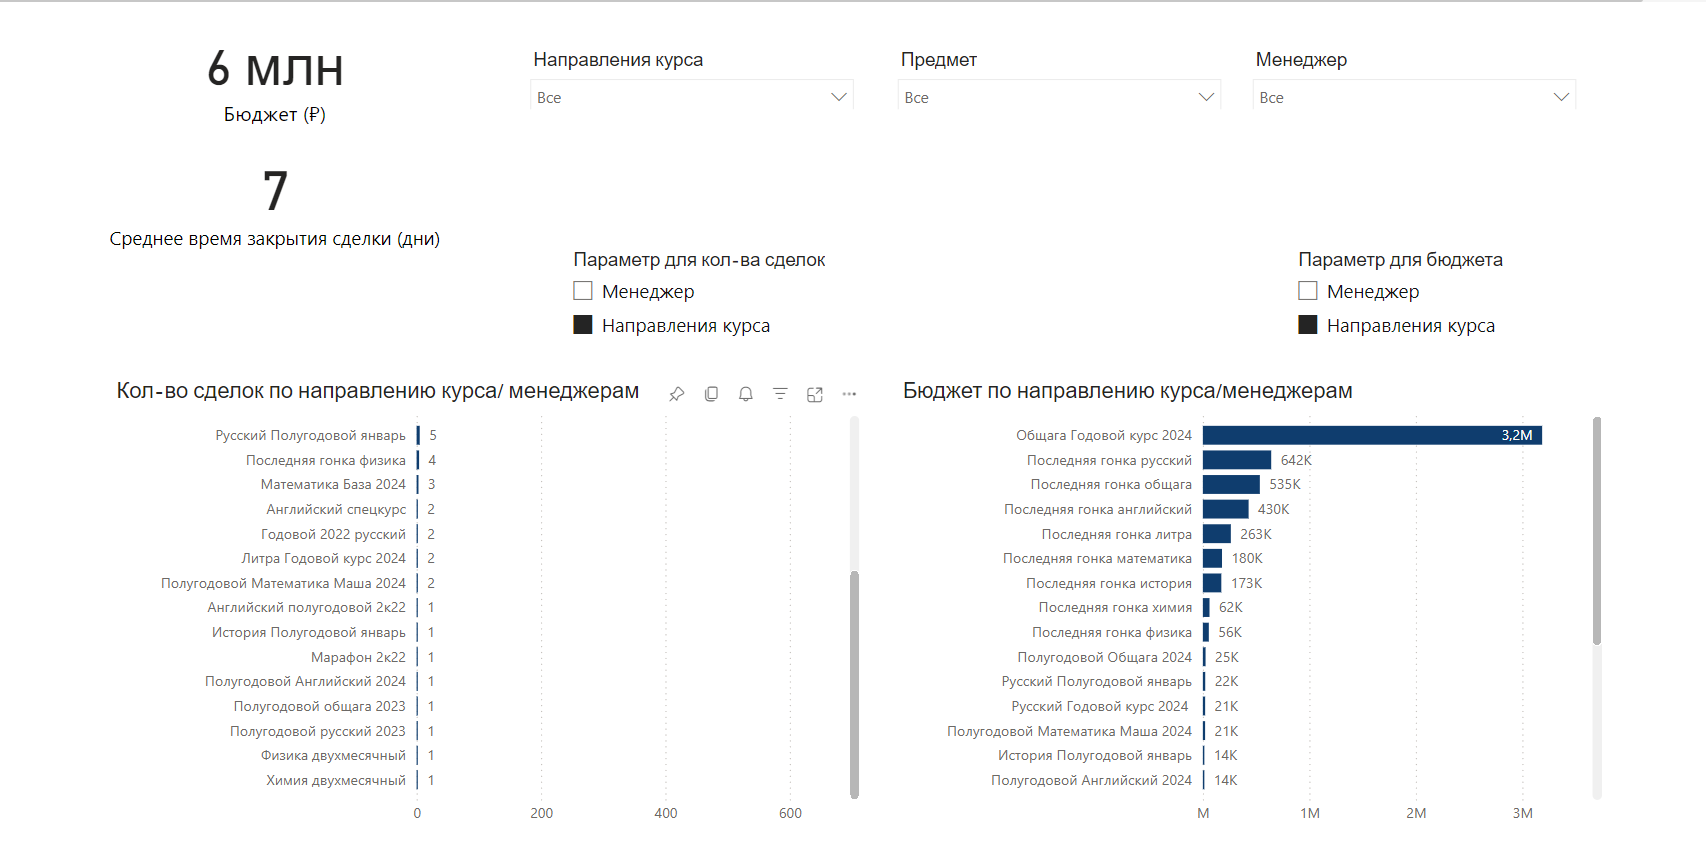 6 млн
Бюджет (₽)
7
Среднее время закрытия сделки (дни)
Направления курса
Все
Предмет
Все
Менеджер
Все
Параметр для кол-ва сделок
Менеджер
Направления курса
Параметр для бюджета
Менеджер
Направления курса
Кол-во сделок по направлению курса/ менеджерам
Русский Полугодовой январь 5
Последняя гонка физика 4
Математика База 2024 3
Английский спецкурс 2
Годовой 2022 русский 2
Литра Годовой курс 2024 2
Полугодовой Математика Маша 2024 2
Английский полугодовой 2к22 1
История Полугодовой январь 1
Марафон 2к22 1
Полугодовой Английский 2024 1
Полугодовой общага 2023 1
Полугодовой русский 2023 1
Физика двухмесячный 1
Химия двухмесячный 1
0 200 400 600
Бюджет по направлению курса/менеджерам
Общага Годовой курс 2024 3,2M
Последняя гонка русский 642K
Последняя гонка общага 535K
Последняя гонка английский 430K
Последняя гонка литра 263K
Последняя гонка математика 180K
Последняя гонка история 173K
Последняя гонка химия 62K
Последняя гонка физика 56K
Полугодовой Общага 2024 25K
Русский Полугодовой январь 22K
Русский Годовой курс 2024 21K
Полугодовой Математика Маша 2024 21K
История Полугодовой январь 14K
Полугодовой Английский 2024 14K
M 1M 2M 3M